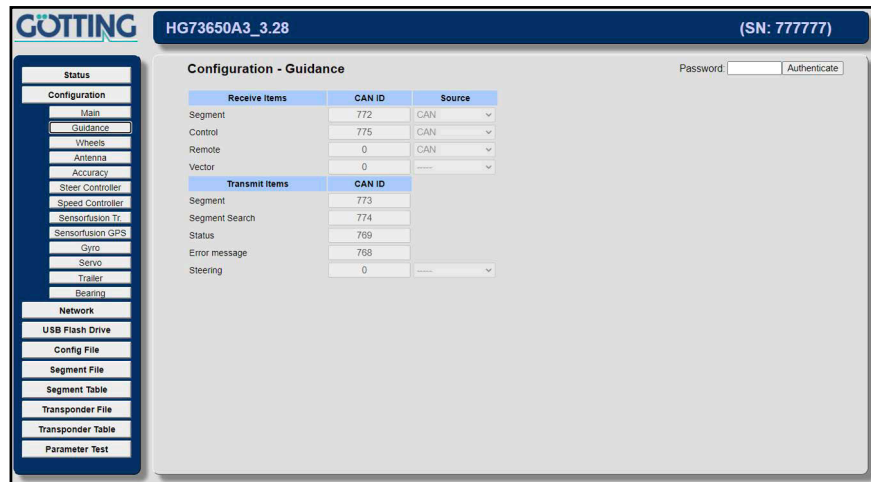 GÖTTING
HG73650A3_3.28 (SN: 777777)
Status
Configuration
Main
Guidance
Wheels
Antenna
Accuracy
Steer Controller
Speed Controller
Sensorfusion Tr.
Sensorfusion GPS
Gyro
Servo
Trailer
Bearing
Network
USB Flash Drive
Config File
Segment File
Segment Table
Transponder File
Transponder Table
Parameter Test
Configuration - Guidance
Password: Authenticate
Receive Items CAN ID Source
Segment 772 CAN
Control 775 CAN
Remote 0 CAN
Vector 0 -----
Transmit Items CAN ID
Segment 773
Segment Search 774
Status 769
Error message 768
Steering 0 -----